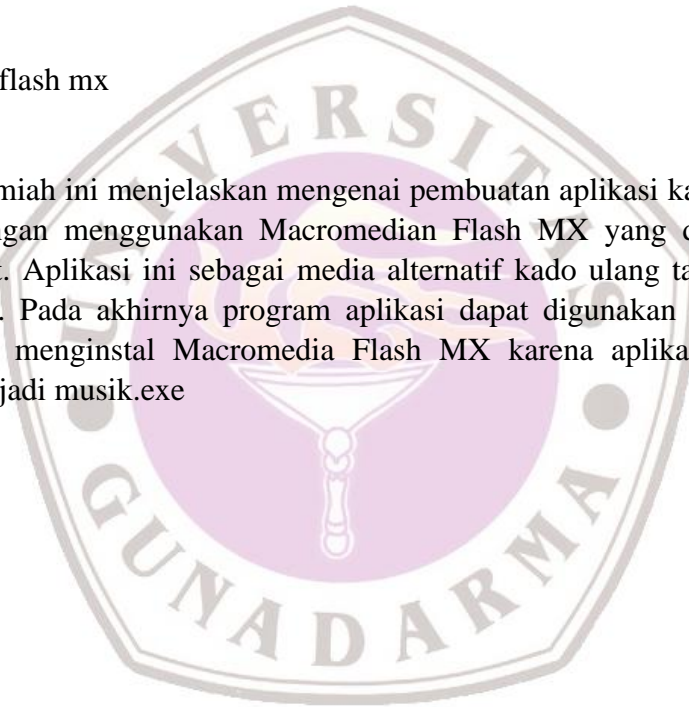 flash mx
miah ini menjelaskan mengenai pembuatan aplikasi ka
ngan menggunakan Macromedian Flash MX yang d
t. Aplikasi ini sebagai media alternatif kado ulang ta
. Pada akhirnya program aplikasi dapat digunakan
menginstal Macromedia Flash MX karena aplika
jadi musik.exe
UNIVERSITAS
GUNADARMA